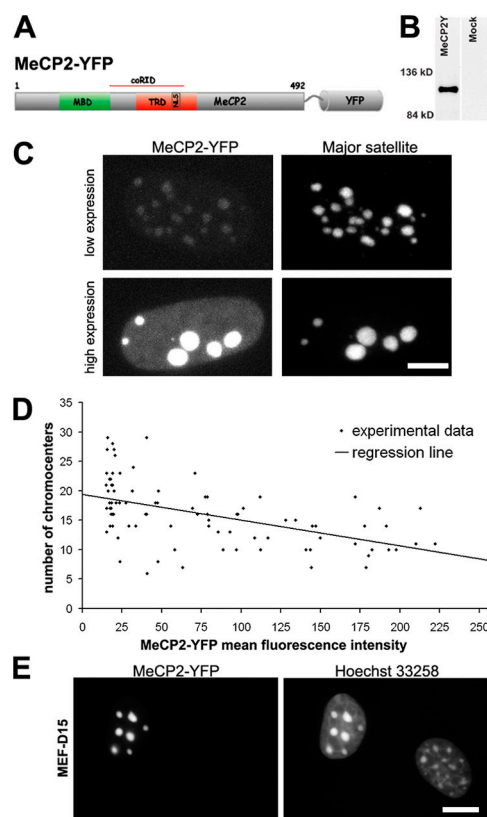 A
B
MeCP2-YFP
coRID
1
492
MBD
TRD
NLS
MeCP2
YFP
MeCP2Y
Mock
136 kD
84 kD
C
MeCP2-YFP
Major satellite
low expression
high expression
D
number of chromocenters
35
30
25
20
15
10
5
0
experimental data
regression line
0
25
50
75
100
125
150
175
200
225
250
MeCP2-YFP mean fluorescence intensity
E
MeCP2-YFP
Hoechst 33258
MEF-D15